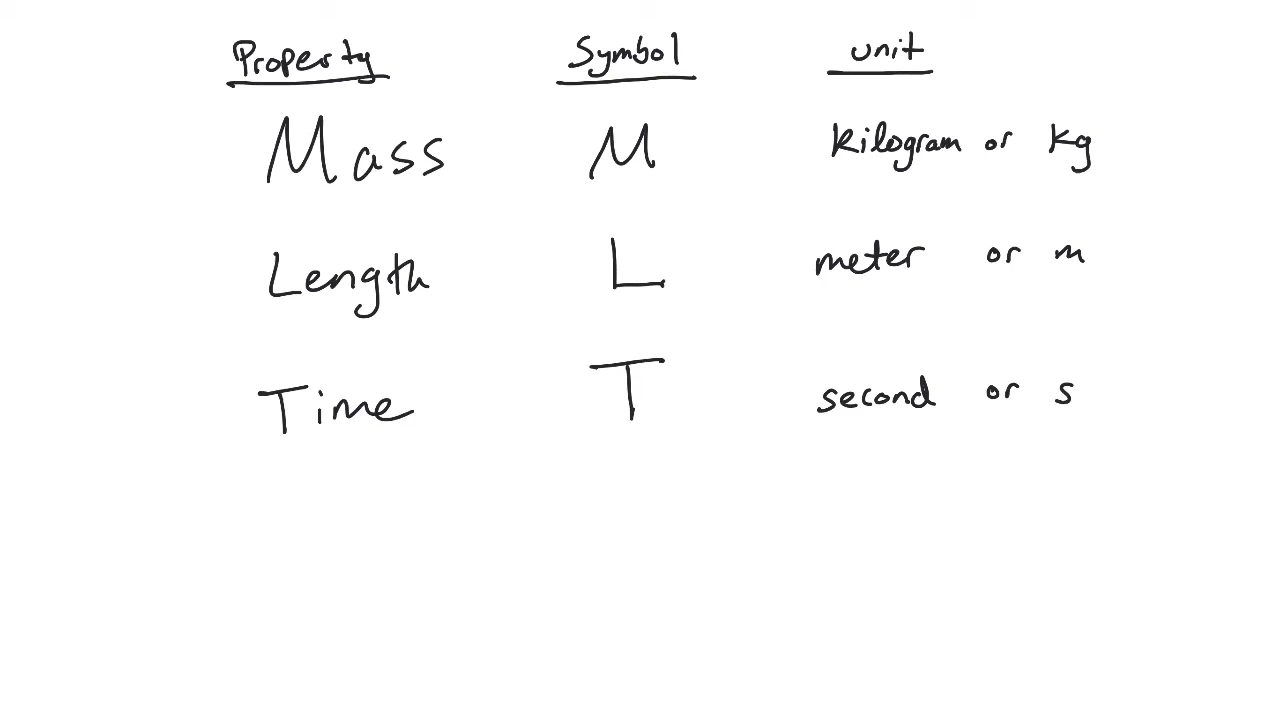 Property Symbol unit
Mass M kilogram or kg
Length L meter or m
Time T second or s